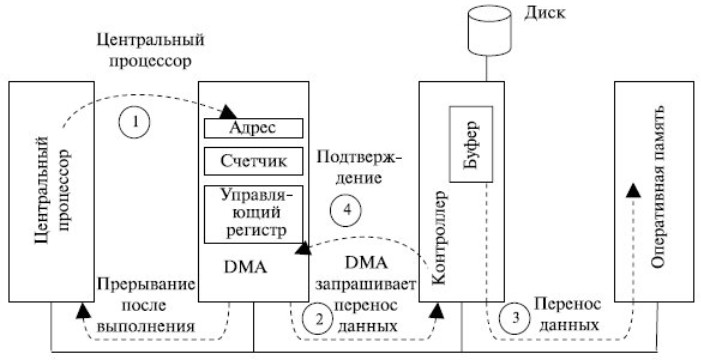 Диск
Центральный
процессор
Центральный
процессор
1
Адрес
Счетчик
Управля-
ющий
регистр
DMA
Подтверж-
дение
4
Контроллер
Буфер
Оперативная память
Прерывание
после
выполнения
2
DMA
запрашивает
перенос
данных
3
Перенос
данных